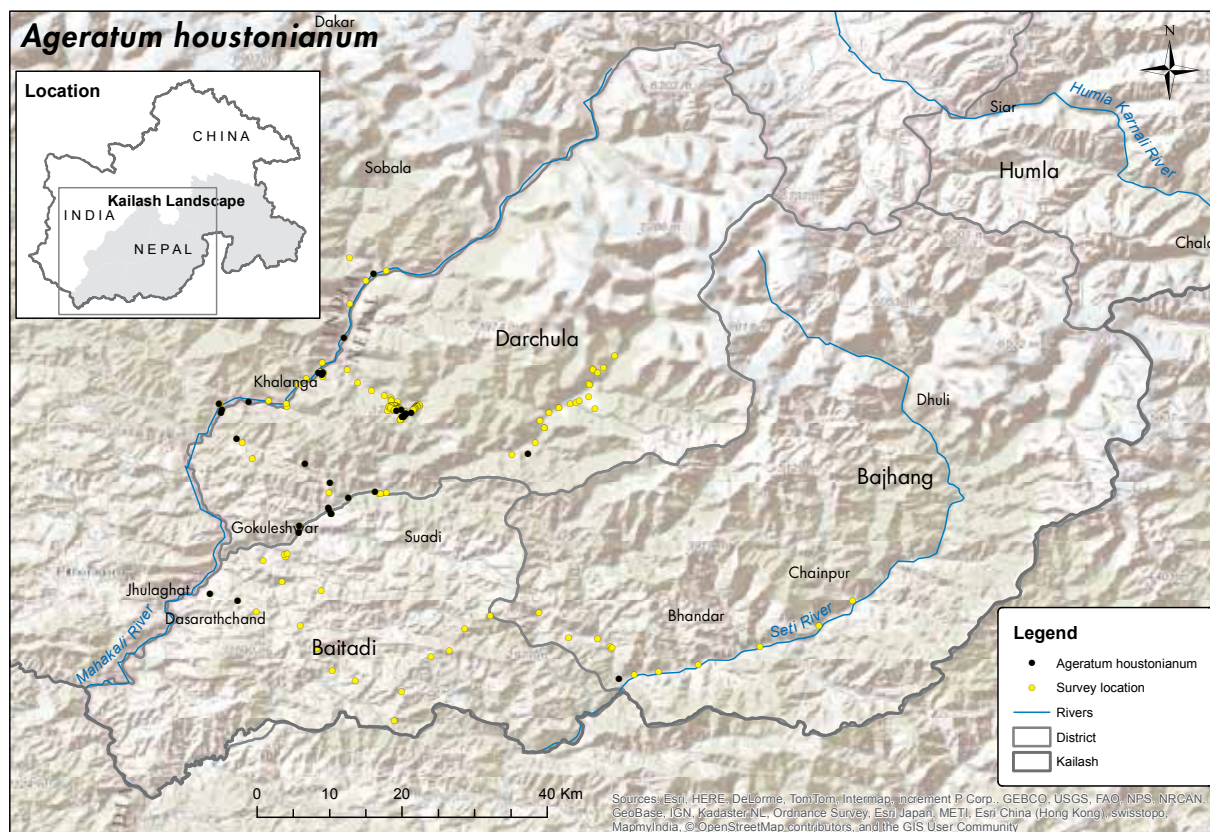 Dakar
Ageratum houstonianum
N
Location
CHINA
Kailash Landscape
INDIA
NEPAL
Siar
Humla Karnali River
Sobala
Humla
Chala
Darchula
Khalanga
Dhuli
Bajhang
Gokuleshwar
Suadi
Jhulaghat
Chainpur
Dasarathchand
Bhandar
Seti River
Mahakali River
Baitadi
Legend
Ageratum houstonianum
Survey location
Rivers
District
Kailash
0 10 20 40 Km
Sources: Esri, HERE, DeLorme, TomTom, Intermap, increment P Corp., GEBCO, USGS, FAO, NPS, NRCAN,
GeoBase, IGN, Kadaster NL, Ordnance Survey, Esri Japan, METI, Esri China (Hong Kong), swisstopo,
MapmyIndia, © OpenStreetMap contributors, and the GIS User Community